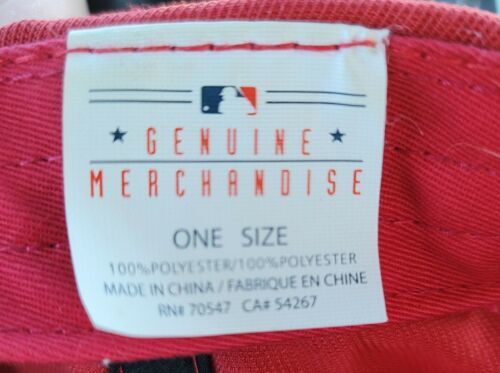 GENUINE
MERCHANDISE
ONE SIZE
100%POLYESTER/100%POLYESTER
MADE IN CHINA / FABRIQUE EN CHINE
RN# 70547 CA# 54267